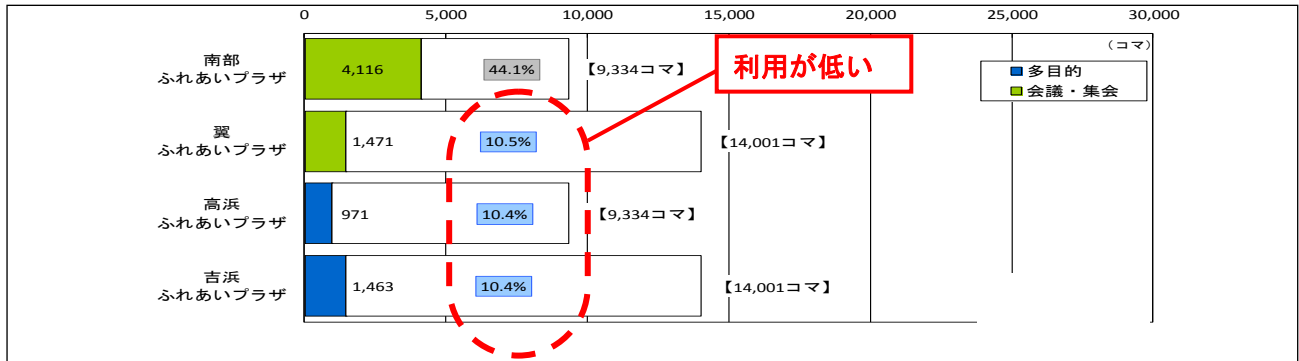 0 5,000 10,000 15,000 20,000 25,000 30,000
(コマ)
利用が低い
多目的
会議・集会
南部
ふれあいプラザ
4,116 44.1% 【9,334コマ】
翼
ふれあいプラザ
1,471 10.5% 【14,001コマ】
高浜
ふれあいプラザ
971 10.4% 【9,334コマ】
吉浜
ふれあいプラザ
1,463 10.4% 【14,001コマ】